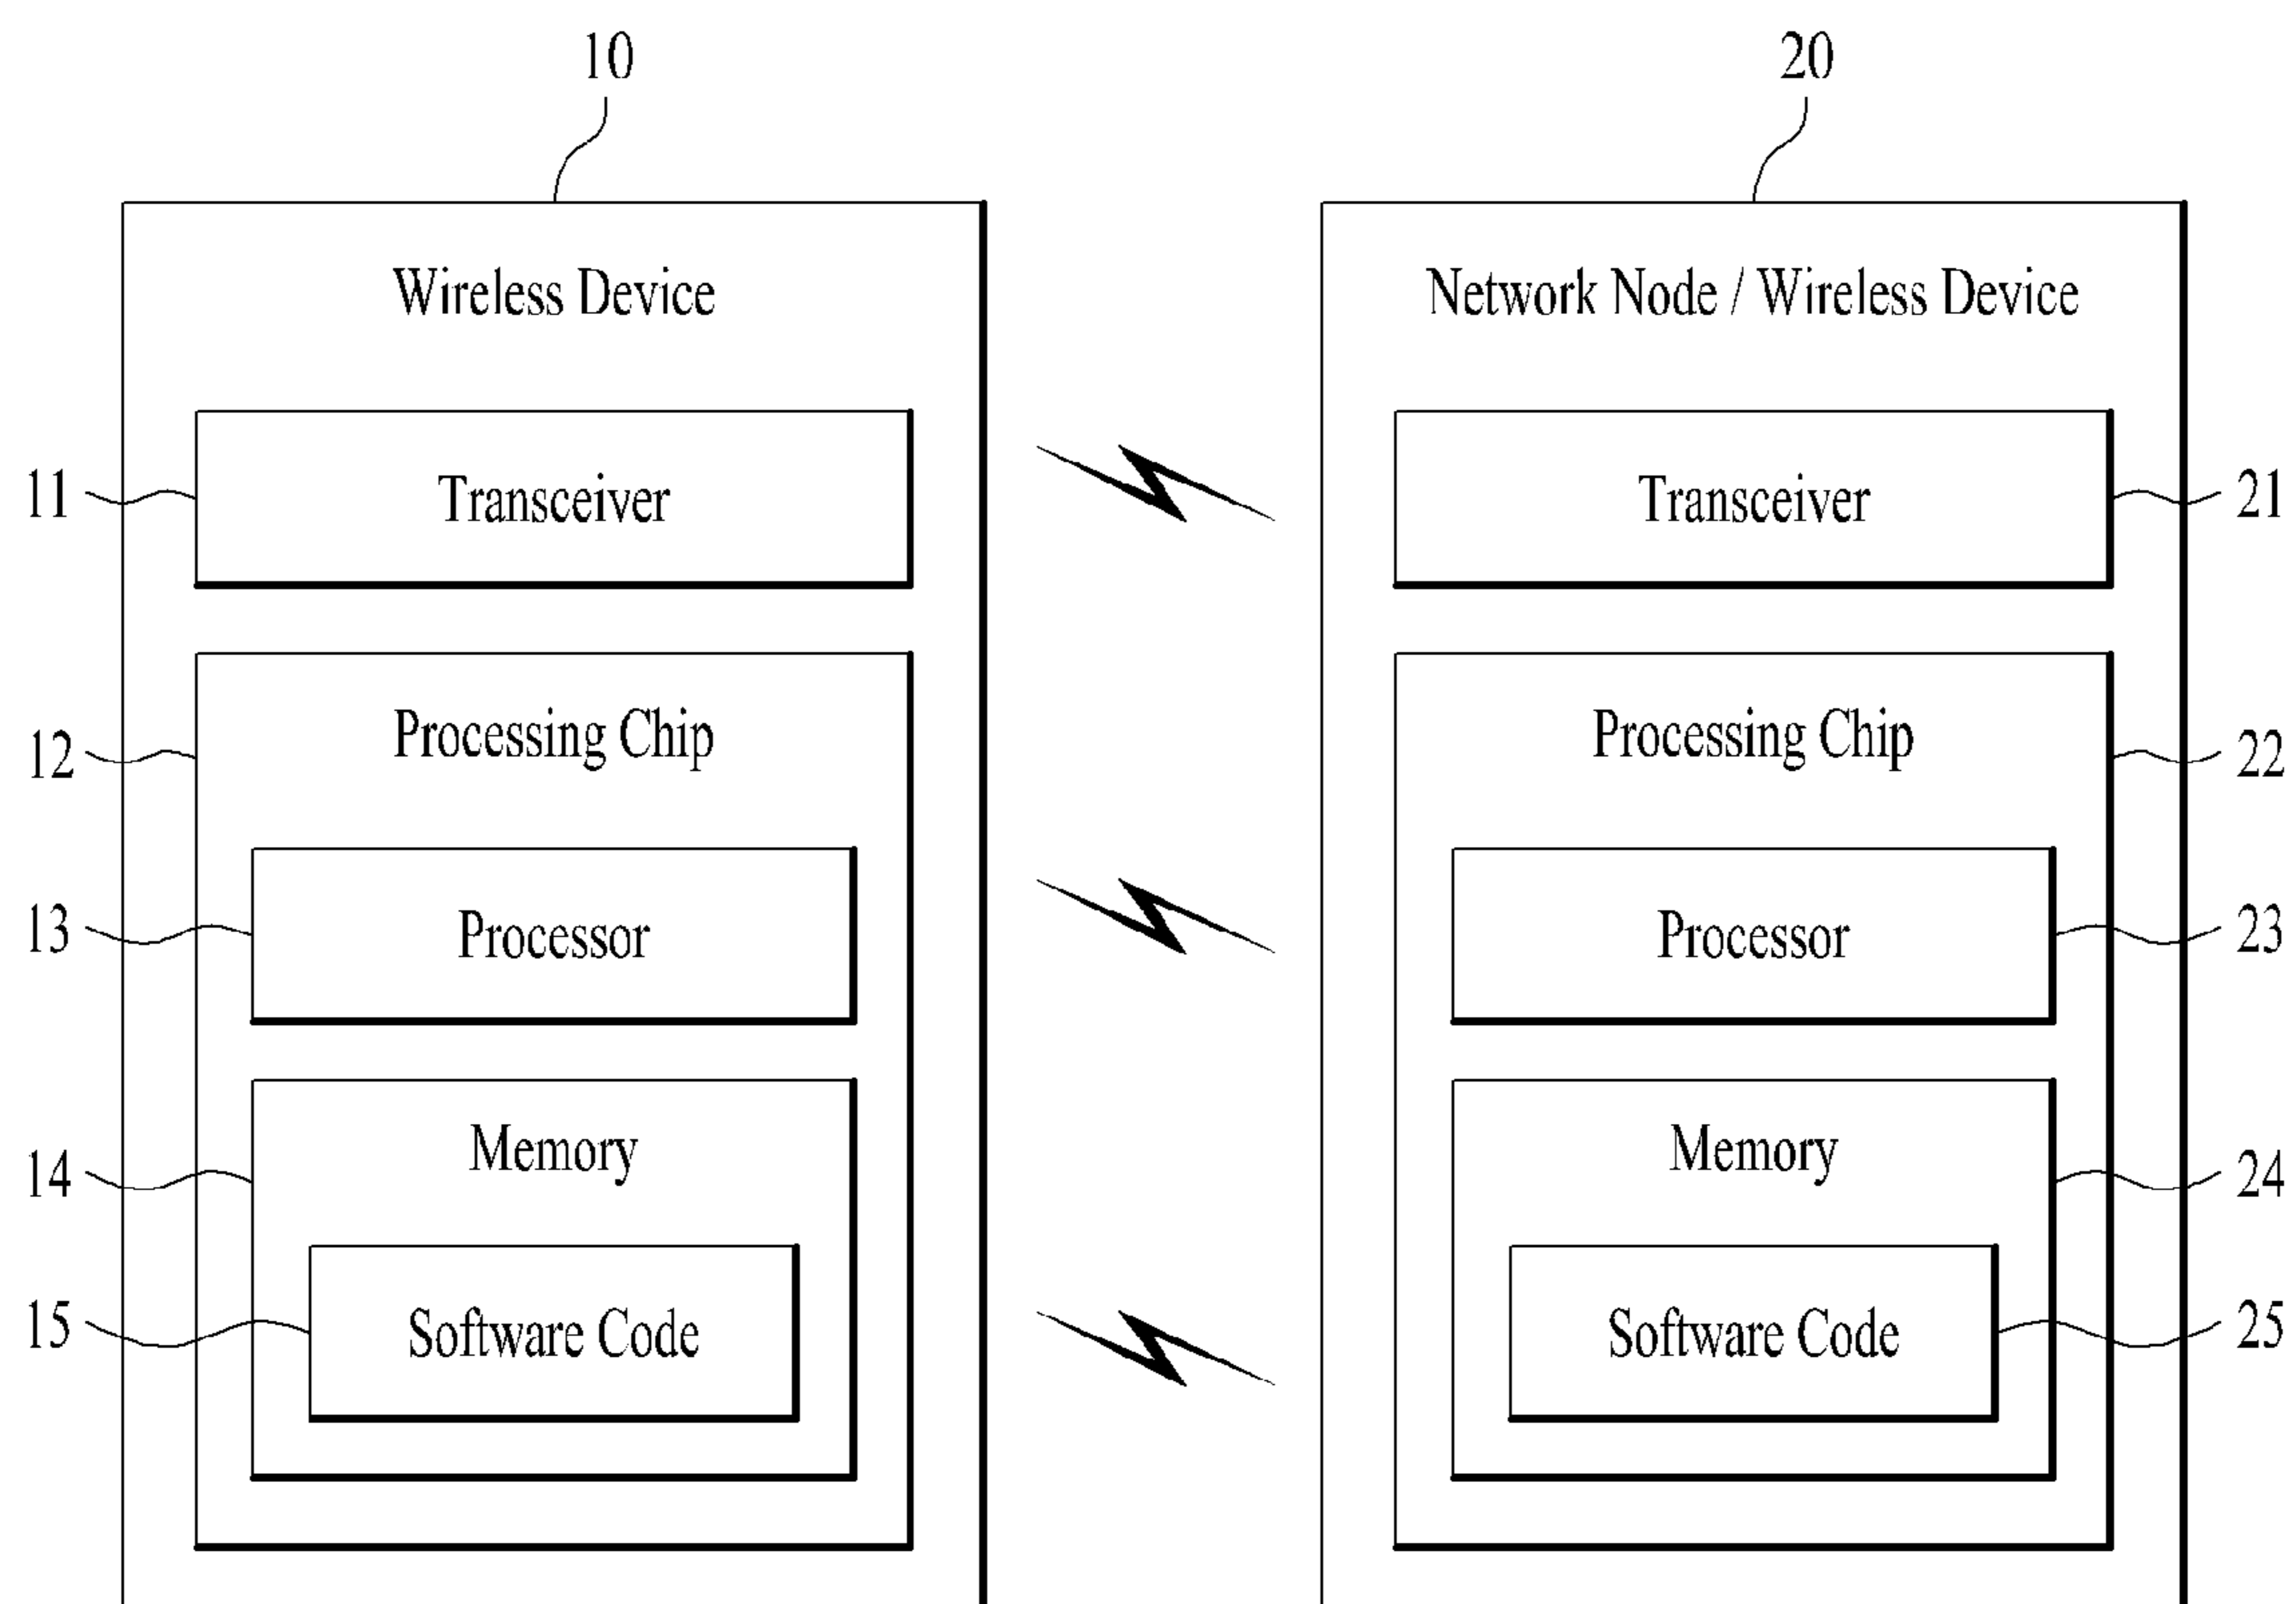 10
20
Wireless Device
Network Node / Wireless Device
11
Transceiver
Transceiver
21
12
Processing Chip
Processing Chip
22
13
Processor
Processor
23
14
Memory
Memory
24
15
Software Code
Software Code
25